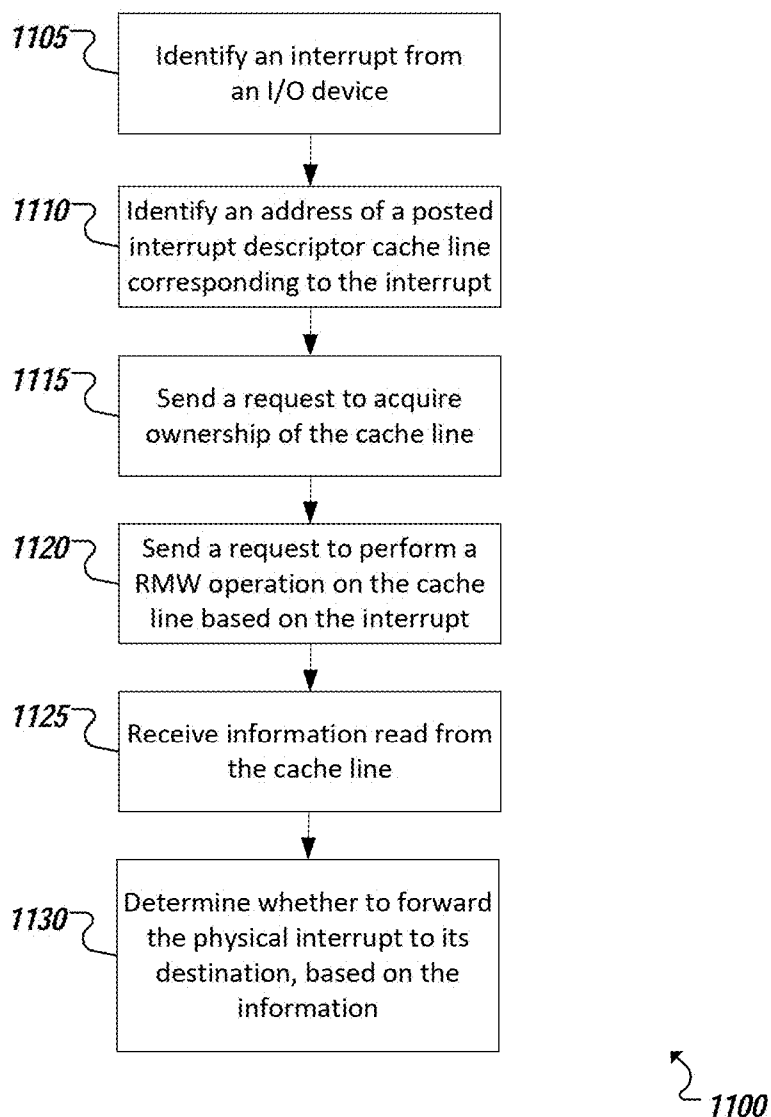 1105
Identify an interrupt from
an I/O device
1110
Identify an address of a posted
interrupt descriptor cache line
corresponding to the interrupt
1115
Send a request to acquire
ownership of the cache line
1120
Send a request to perform a
RMW operation on the cache
line based on the interrupt
1125
Receive information read from
the cache line
1130
Determine whether to forward
the physical interrupt to its
destination, based on the
information
1100